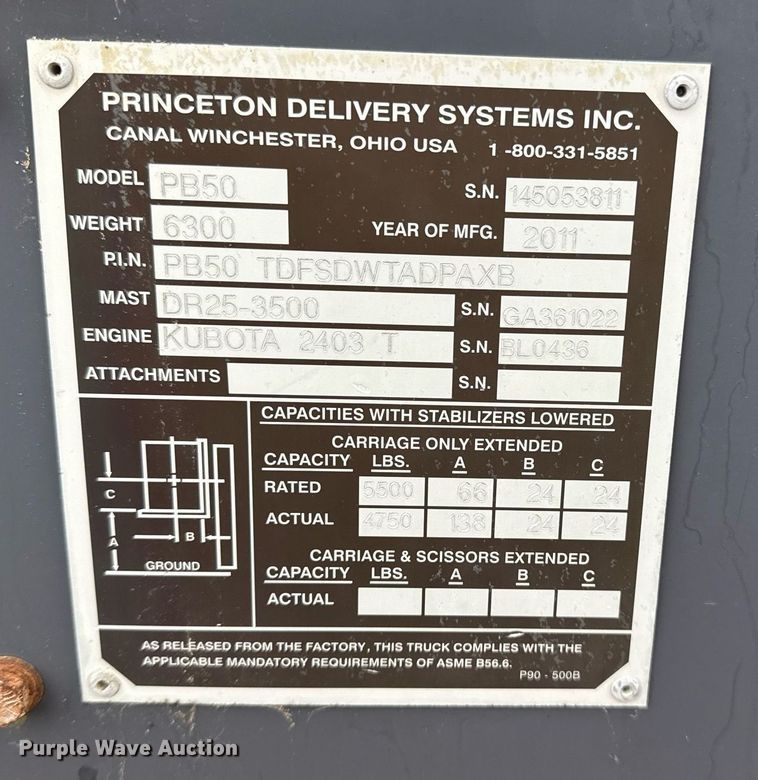 PRINCETON DELIVERY SYSTEMS INC.
CANAL WINCHESTER, OHIO USA 1 -800-331-5851
MODEL PB50 S.N. 145053811
WEIGHT 6300 YEAR OF MFG. 2011
P.I.N. PB50 TDFSDWTADPAXB
MAST DR25-3500 S.N. GA361022
ENGINE KUBOTA 2403 T S.N. BL0436
ATTACHMENTS S.N.
CAPACITIES WITH STABILIZERS LOWERED
CARRIAGE ONLY EXTENDED
CAPACITY LBS. A B C
RATED 5500 66 24 24
ACTUAL 4750 138 24 24
CARRIAGE & SCISSORS EXTENDED
CAPACITY LBS. A B C
ACTUAL
C
A
B
GROUND
AS RELEASED FROM THE FACTORY, THIS TRUCK COMPLIES WITH THE
APPLICABLE MANDATORY REQUIREMENTS OF ASME B56.6.
P90 - 500B
Purple Wave Auction